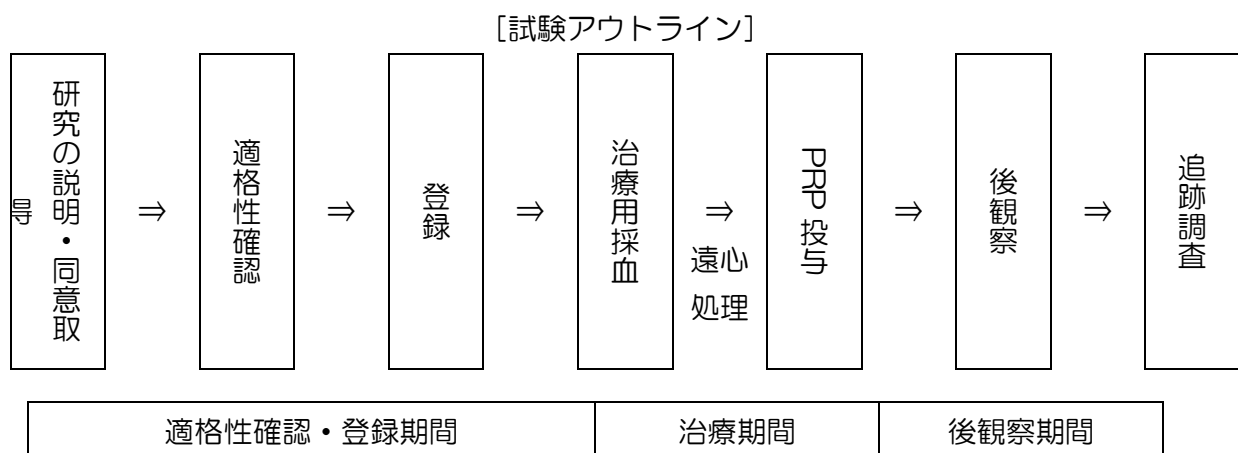 [試験アウトライン]
研究の説明・同意取
得
⇒
適格性確認
⇒
登録
⇒
治療用採血
⇒
遠心
処理
PRP 投与
⇒
後観察
⇒
追跡調査
適格性確認・登録期間
治療期間
後観察期間